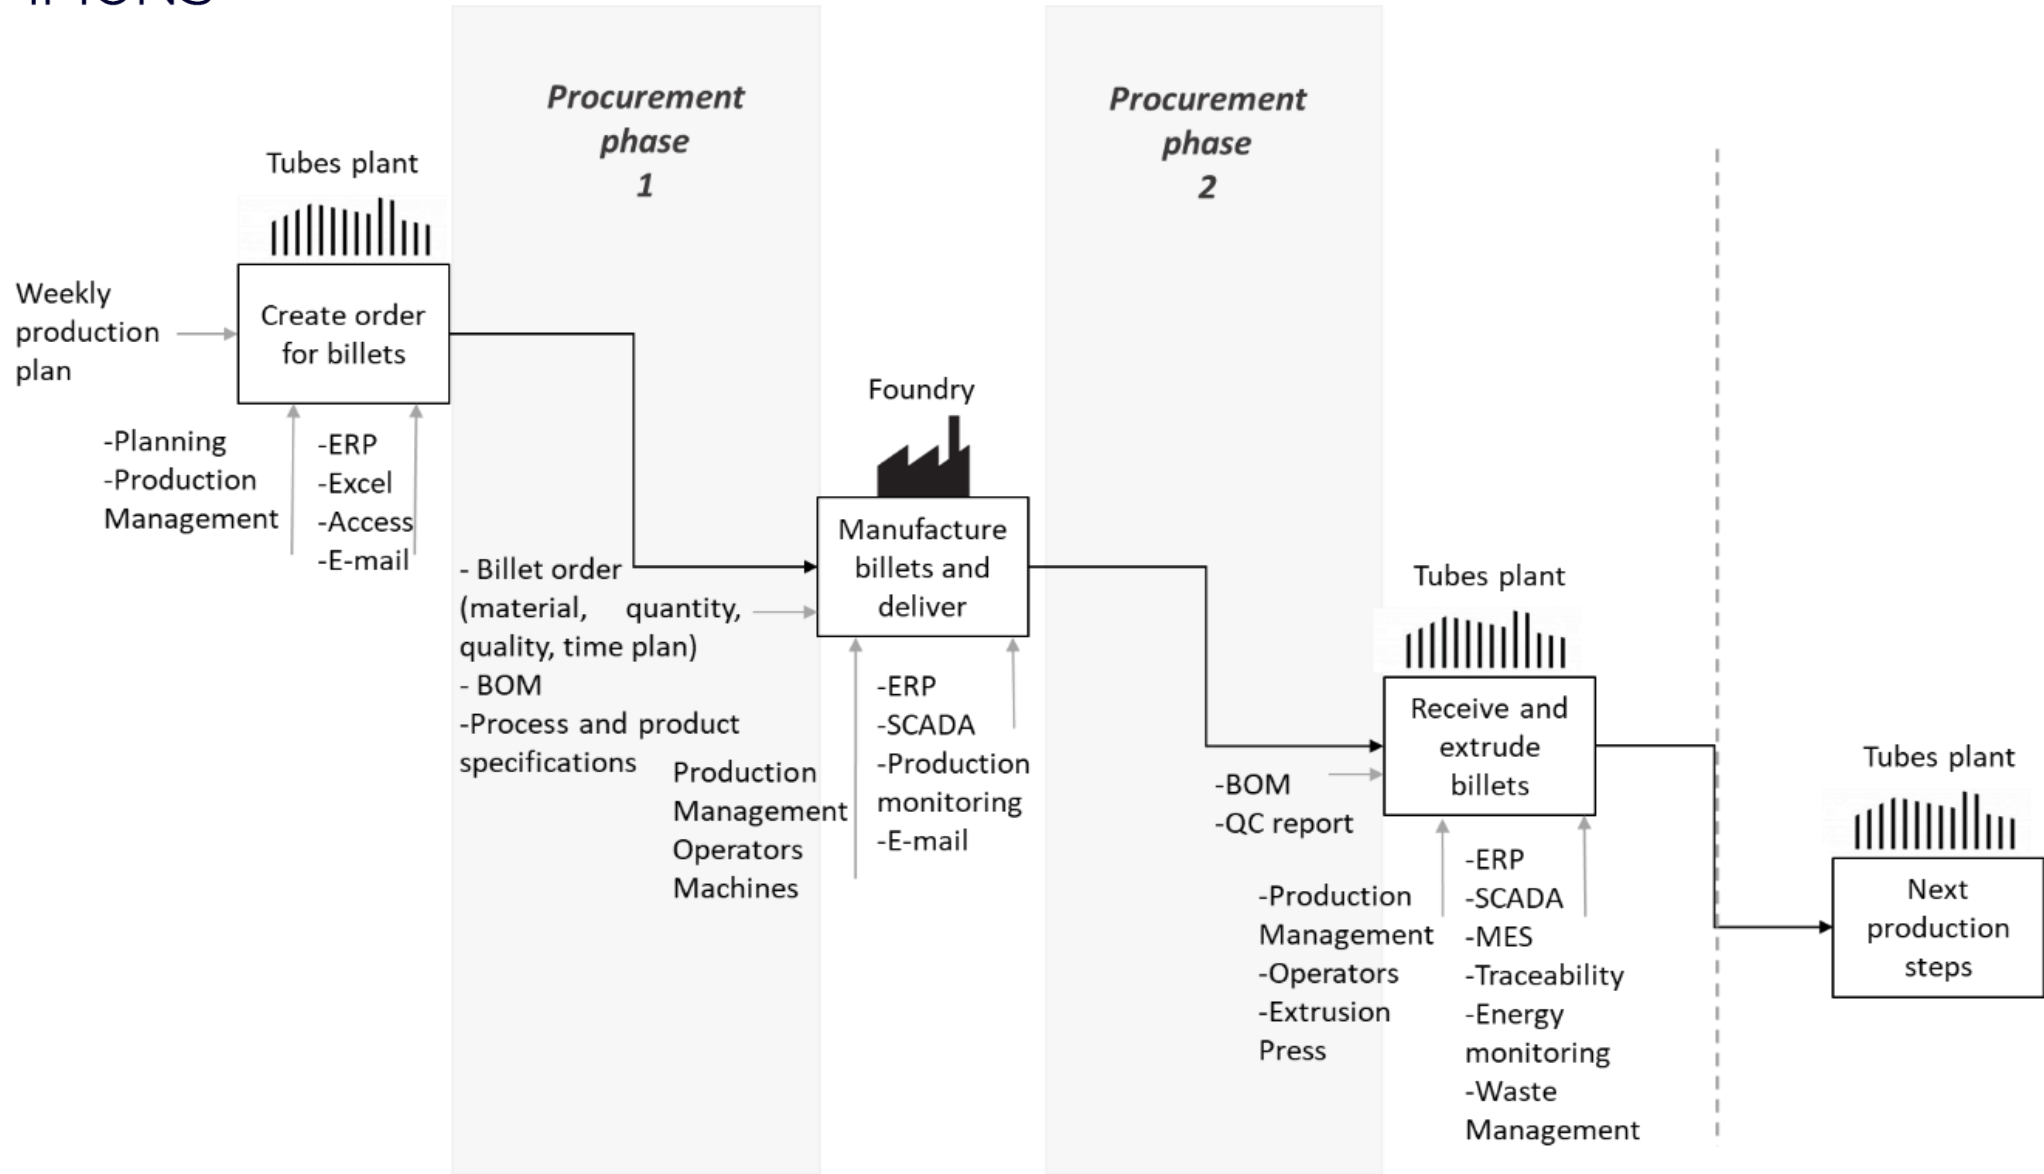 Procurement
phase
1
Procurement
phase
2
Tubes plant
Weekly
production
plan
Create order
for billets
-Planning
-Production
Management
-ERP
-Excel
-Access
-E-mail
- Billet order
(material, quantity,
quality, time plan)
- BOM
-Process and product
specifications
Foundry
Manufacture
billets and
deliver
Production
Management
Operators
Machines
-ERP
-SCADA
-Production
monitoring
-E-mail
Tubes plant
Receive and
extrude
billets
-BOM
-QC report
-Production
Management
-Operators
-Extrusion
Press
-ERP
-SCADA
-MES
-Traceability
-Energy
monitoring
-Waste
Management
Tubes plant
Next
production
steps